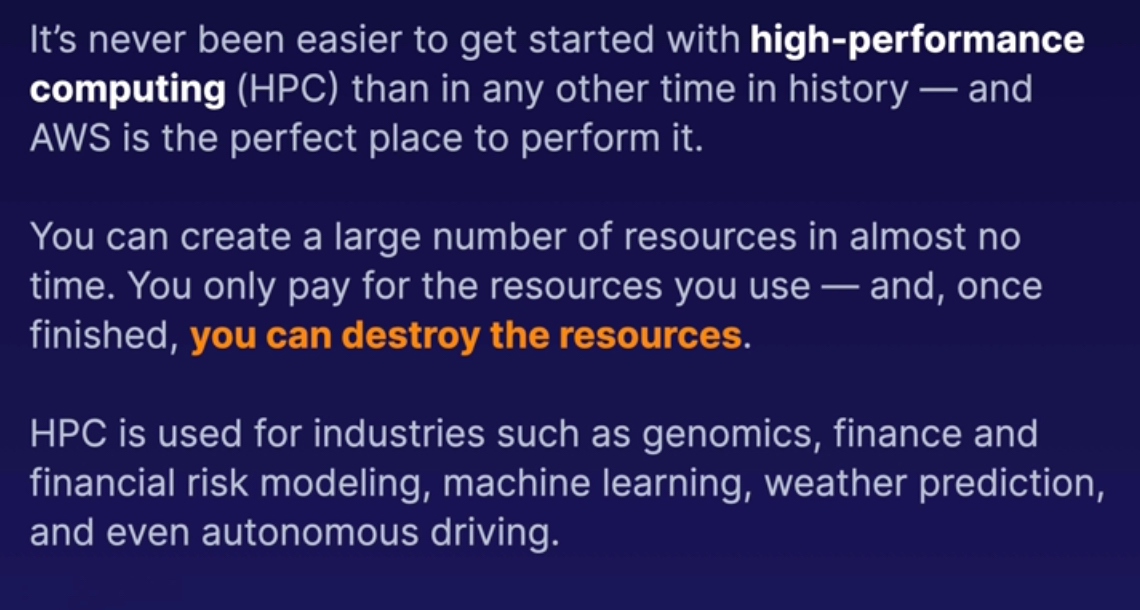 It’s never been easier to get started with high-performance
computing (HPC) than in any other time in history — and
AWS is the perfect place to perform it.
You can create a large number of resources in almost no
time. You only pay for the resources you use — and, once
finished, you can destroy the resources.
HPC is used for industries such as genomics, finance and
financial risk modeling, machine learning, weather prediction,
and even autonomous driving.